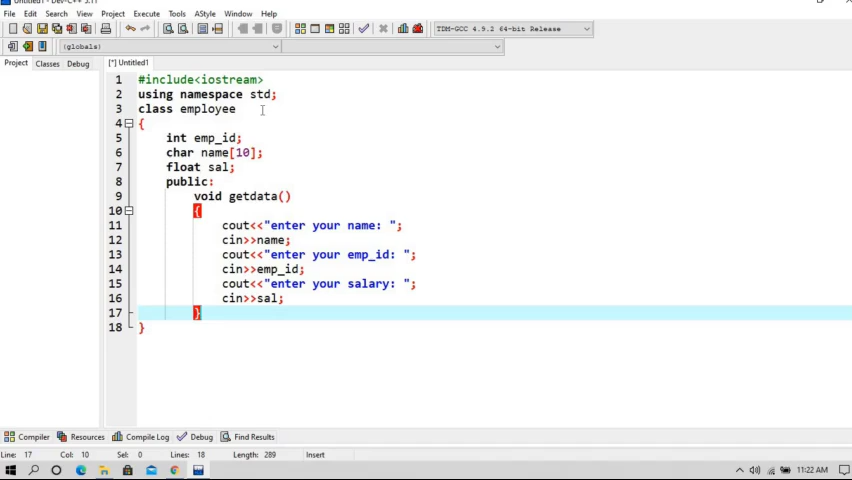 Untitled1 - Dev-C++ 5.11
File Edit Search View Project Execute Tools AStyle Window Help
TDM-GCC 4.9.2 64-bit Release
(globals)
Project Classes Debug [*] Untitled1
1 #include<iostream>
2 using namespace std;
3 class employee
4 {
5 int emp_id;
6 char name[10];
7 float sal;
8 public:
9 void getdata()
10 {
11 cout<<"enter your name: ";
12 cin>>name;
13 cout<<"enter your emp_id: ";
14 cin>>emp_id;
15 cout<<"enter your salary: ";
16 cin>>sal;
17 }
18 }
Compiler Resources Compile Log Debug Find Results
Line: 17 Col: 10 Sel: 0 Lines: 18 Length: 289 Insert
11:22 AM